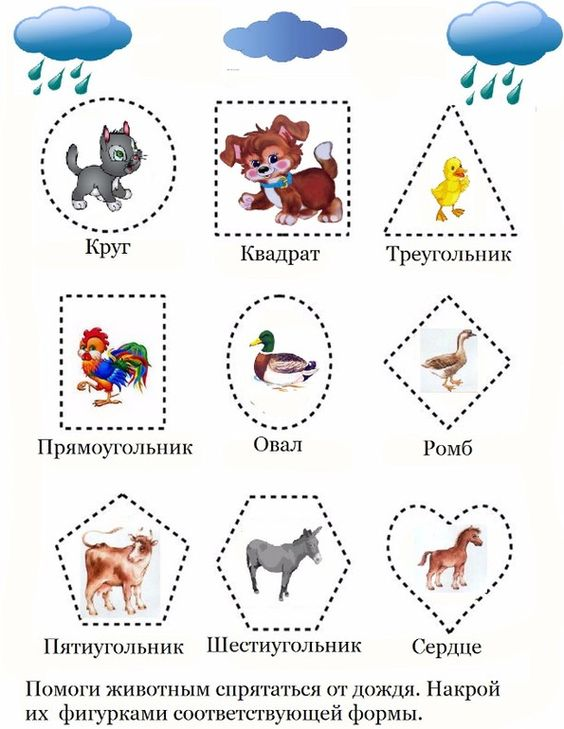 Круг
Квадрат
Треугольник
Прямоугольник
Овал
Ромб
Пятиугольник
Шестиугольник
Сердце
Помоги животным спрятаться от дождя. Накрой
их фигурками соответствующей формы.